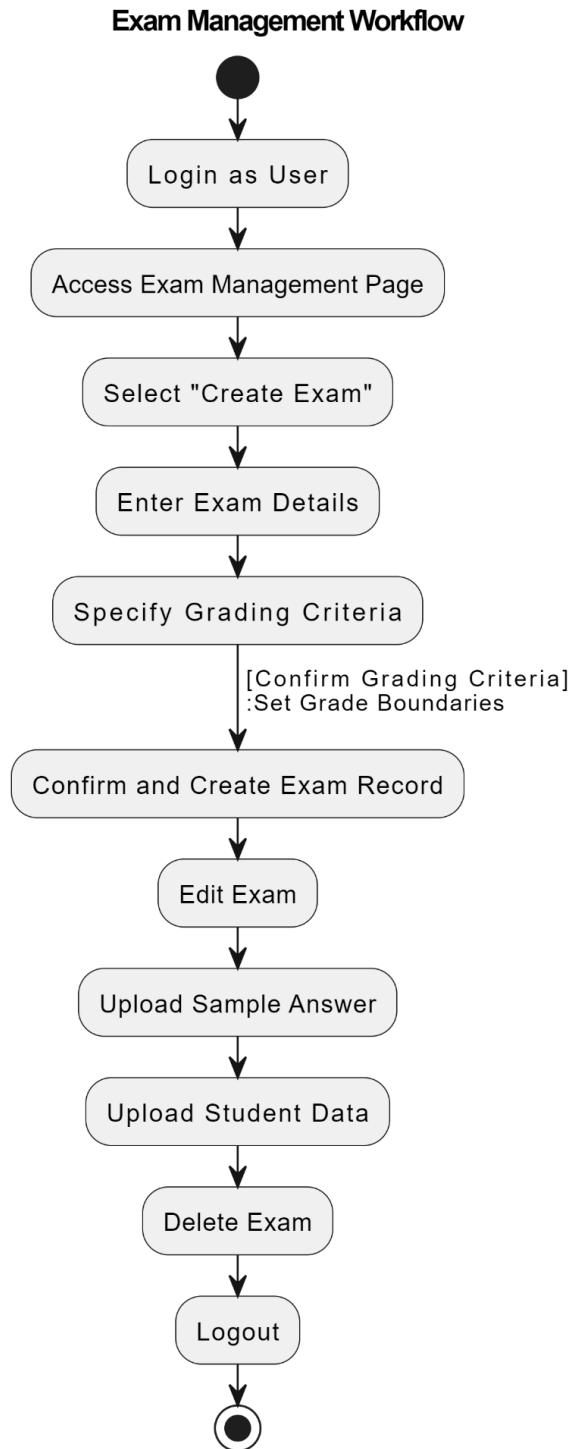 Exam Management Workflow
Login as User
Access Exam Management Page
Select "Create Exam"
Enter Exam Details
Specify Grading Criteria
[Confirm Grading Criteria]
:Set Grade Boundaries
Confirm and Create Exam Record
Edit Exam
Upload Sample Answer
Upload Student Data
Delete Exam
Logout